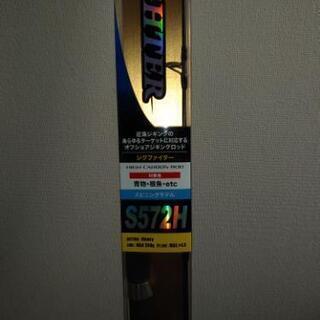 HTER
近海ジギングの
あらゆるターゲットに対応する
オフショアジギングロッド
ジグファイター
HIGH CARBON ROD
対象魚
青物・根魚・etc
スピニングモデル
S572H